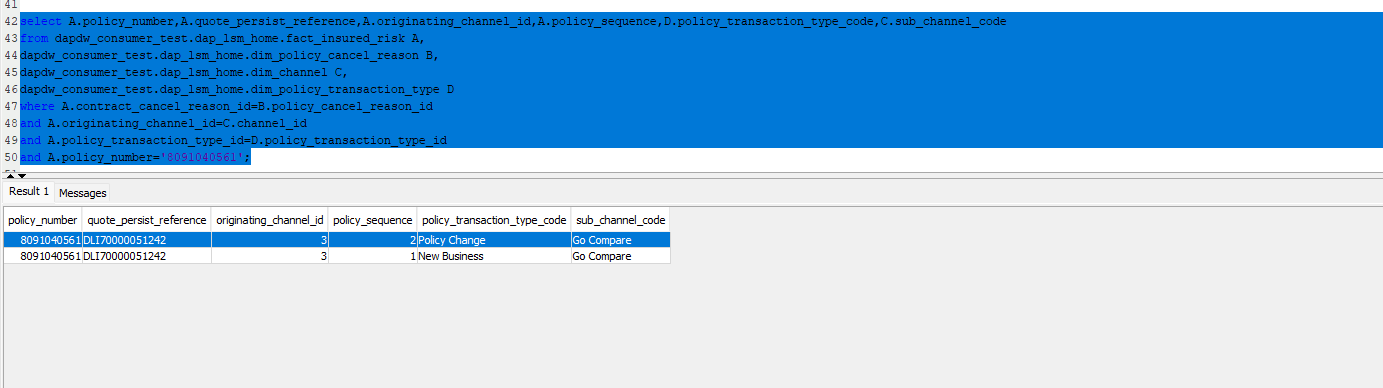 41
42 select A.policy_number,A.quote_persist_reference,A.originating_channel_id,A.policy_sequence,D.policy_transaction_type_code,C.sub_channel_code
43 from dapdw_consumer_test.dap_lsm_home.fact_insured_risk A,
44 dapdw_consumer_test.dap_lsm_home.dim_policy_cancel_reason B,
45 dapdw_consumer_test.dap_lsm_home.dim_channel C,
46 dapdw_consumer_test.dap_lsm_home.dim_policy_transaction_type D
47 where A.contract_cancel_reason_id=B.policy_cancel_reason_id
48 and A.originating_channel_id=C.channel_id
49 and A.policy_transaction_type_id=D.policy_transaction_type_id
50 and A.policy_number='8091040561';
Result 1 Messages
policy_number quote_persist_reference originating_channel_id policy_sequence policy_transaction_type_code sub_channel_code
8091040561 DLI70000051242 3 2 Policy Change Go Compare
8091040561 DLI70000051242 3 1 New Business Go Compare